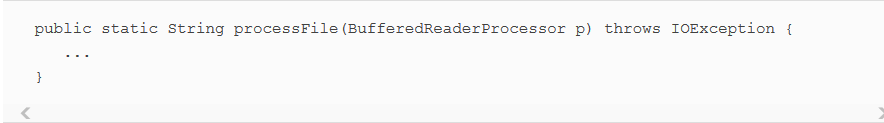 public static String processFile(BufferedReaderProcessor p) throws IOException {
   ...
}